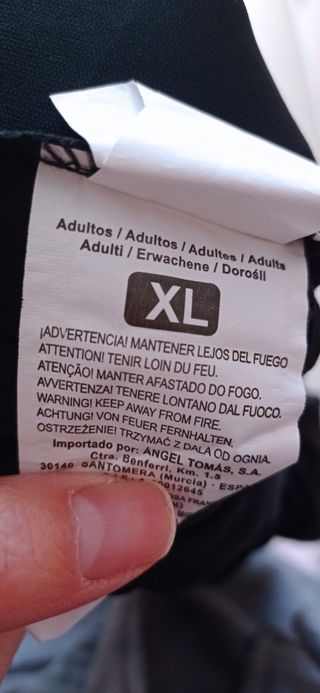 Adultos / Adultos / Adultes / Adults
Adulti / Erwachene / Dorośli
XL
¡ADVERTENCIA! MANTENER LEJOS DEL FUEGO
ATTENTION! TENIR LOIN DU FEU.
ATENÇÃO! MANTER AFASTADO DO FOGO.
AVVERTENZA! TENERE LONTANO DAL FUOCO.
WARNING! KEEP AWAY FROM FIRE.
ACHTUNG! VON FEUER FERNHALTEN.
OSTRZEŻENIE! TRZYMAĆ Z DALA OD OGNIA.
Importado por: ÁNGEL TOMÁS, S.A.
Ctra. Benferri, Km. 1.5
30140 SANTOMERA (Murcia)